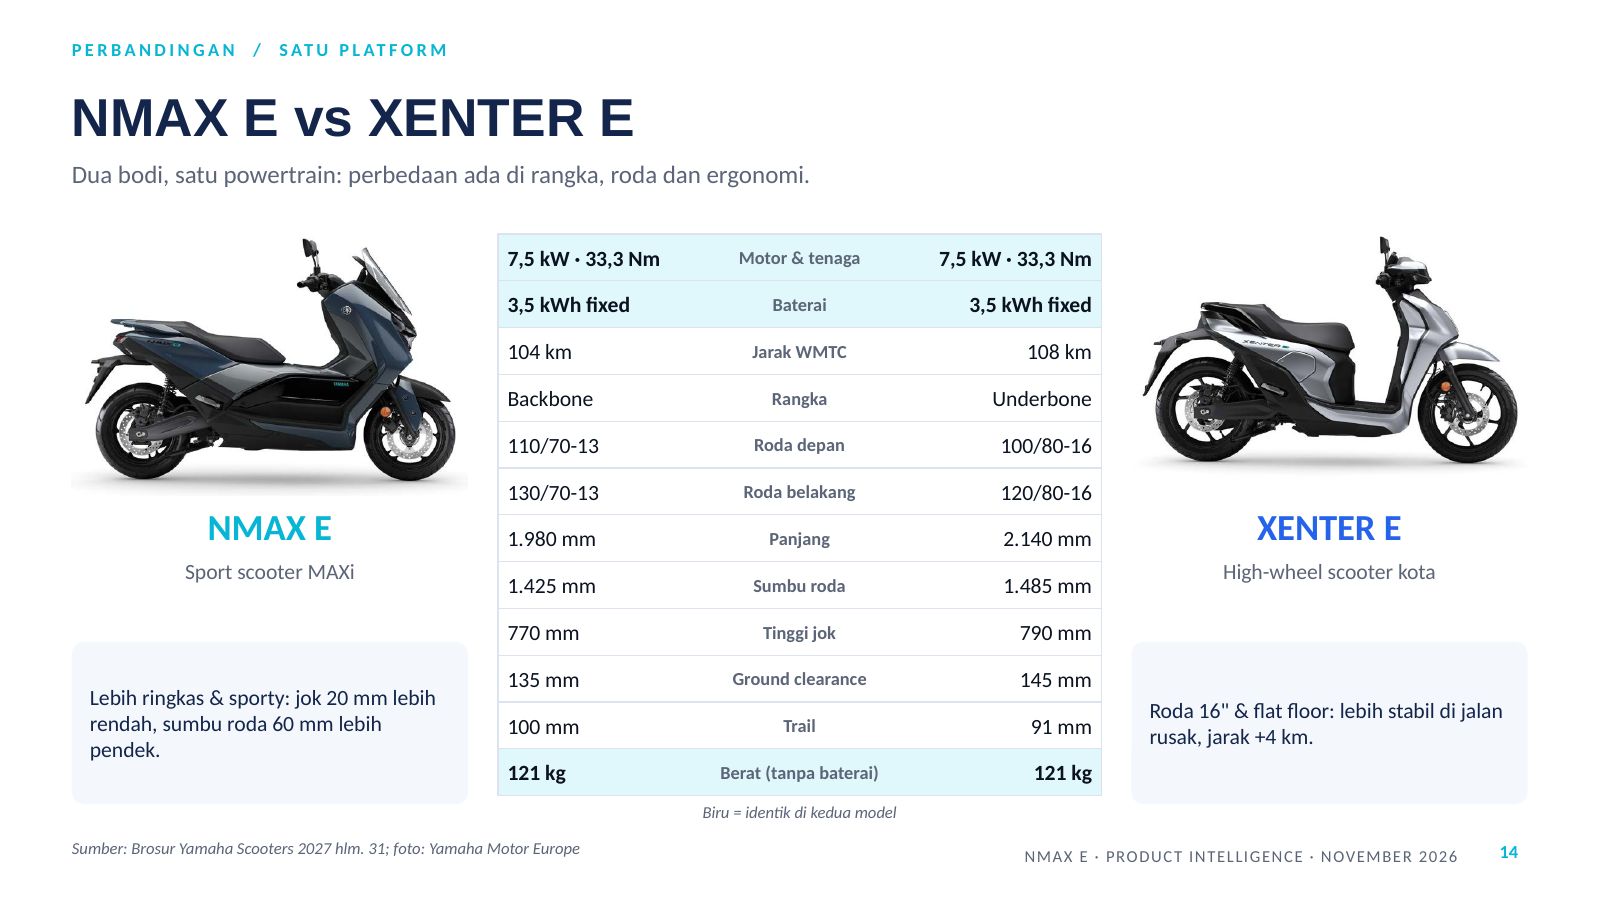 PERBANDINGAN / SATU PLATFORM
NMAX E vs XENTER E
Dua bodi, satu powertrain: perbedaan ada di rangka, roda dan ergonomi.
7,5 kW · 33,3 Nm Motor & tenaga 7,5 kW · 33,3 Nm
3,5 kWh fixed Baterai 3,5 kWh fixed
104 km Jarak WMTC 108 km
Backbone Rangka Underbone
110/70-13 Roda depan 100/80-16
130/70-13 Roda belakang 120/80-16
1.980 mm Panjang 2.140 mm
1.425 mm Sumbu roda 1.485 mm
770 mm Tinggi jok 790 mm
135 mm Ground clearance 145 mm
100 mm Trail 91 mm
121 kg Berat (tanpa baterai) 121 kg
Biru = identik di kedua model
YAMAHA
NMAX E
Sport scooter MAXi
Lebih ringkas & sporty: jok 20 mm lebih
rendah, sumbu roda 60 mm lebih
pendek.
XENTER
XENTER E
High-wheel scooter kota
Roda 16" & flat floor: lebih stabil di jalan
rusak, jarak +4 km.
Sumber: Brosur Yamaha Scooters 2027 hlm. 31; foto: Yamaha Motor Europe
NMAX E · PRODUCT INTELLIGENCE · NOVEMBER 2026
14